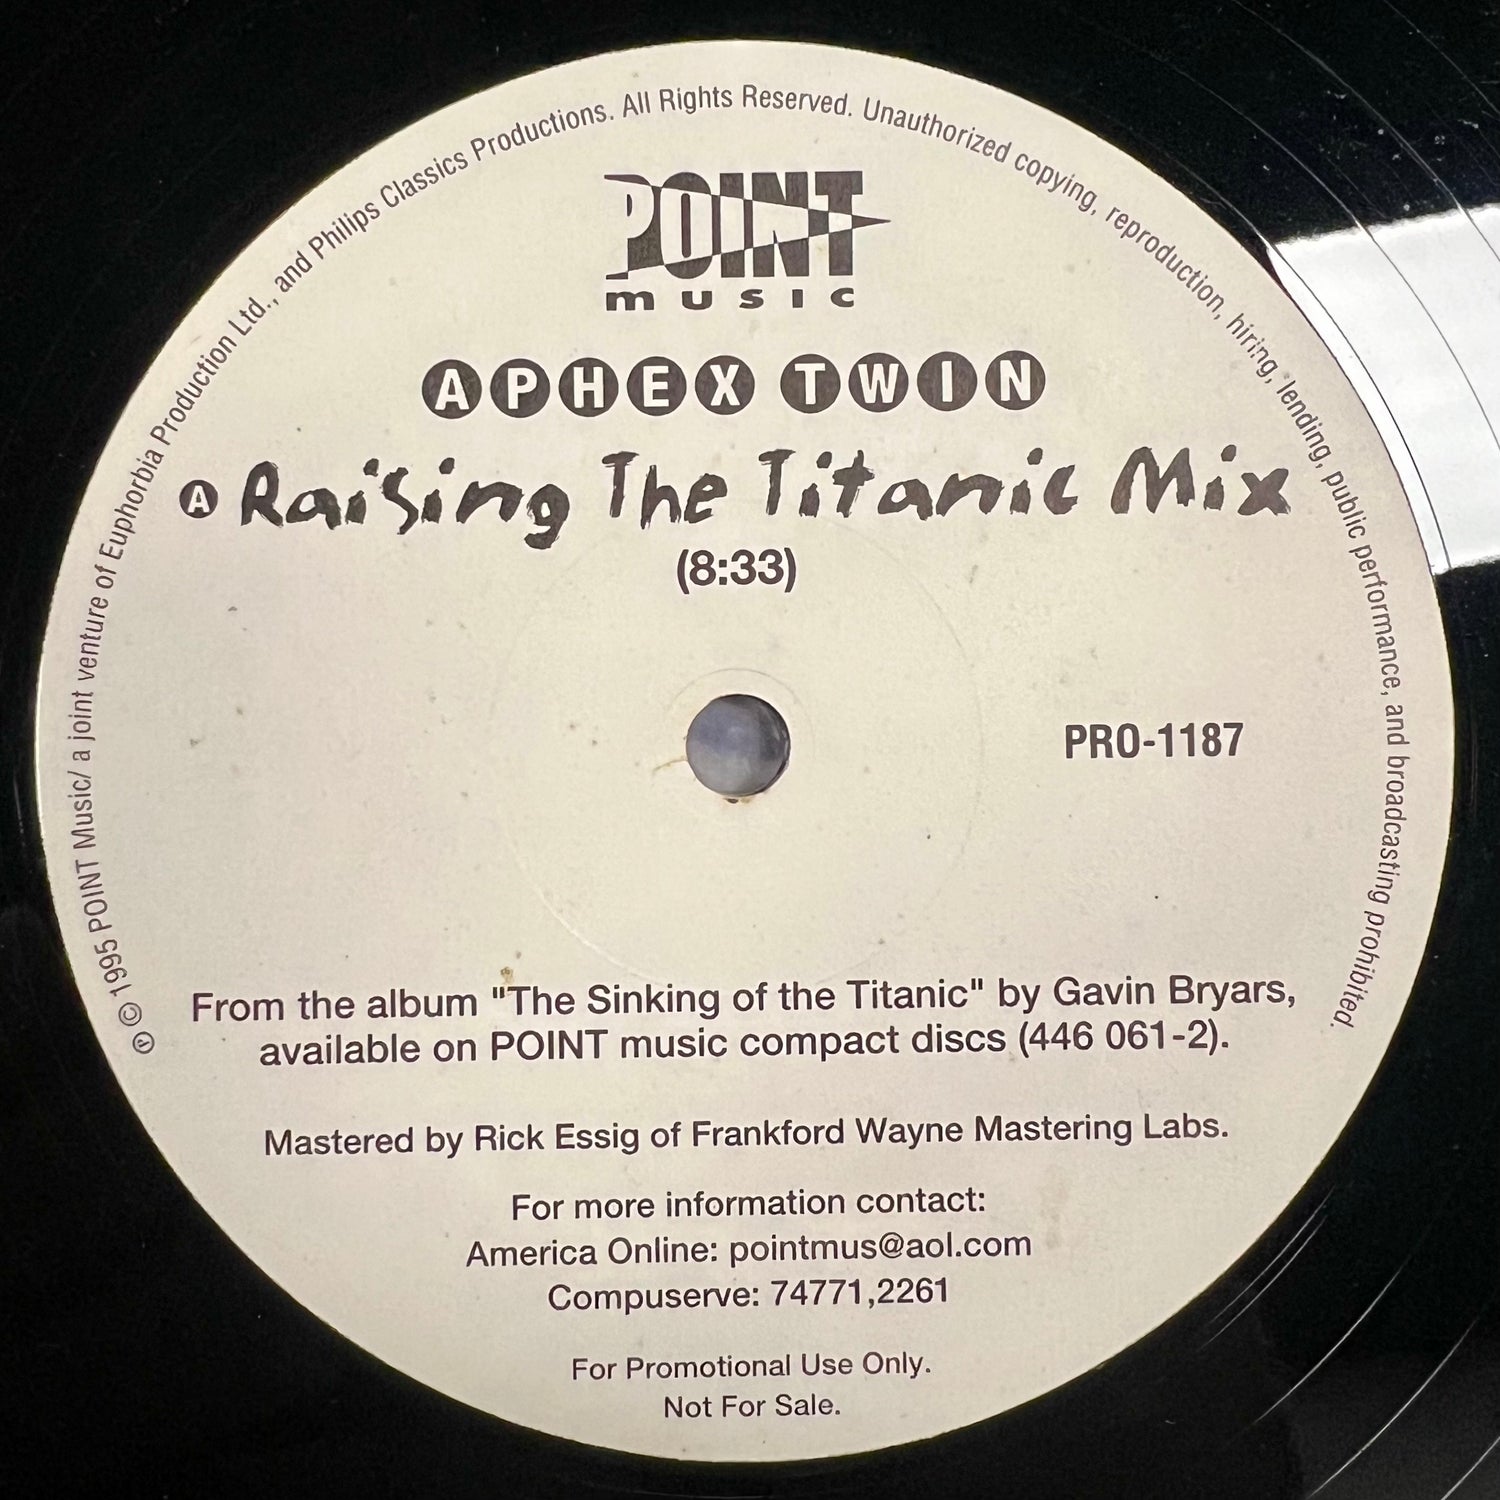 ℗ © 1995 POINT Music/ a joint venture of Euphorbia Production Ltd., and Philips Classics Productions. All Rights Reserved. Unauthorized copying, reproduction, hiring, lending, public performance, and broadcasting prohibited.
POINT
music
APHEX TWIN
A Raising The Titanic Mix
(8:33)
PRO-1187
From the album "The Sinking of the Titanic" by Gavin Bryars,
available on POINT music compact discs (446 061-2).
Mastered by Rick Essig of Frankford Wayne Mastering Labs.
For more information contact:
America Online: pointmus@aol.com
Compuserve: 74771,2261
For Promotional Use Only.
Not For Sale.